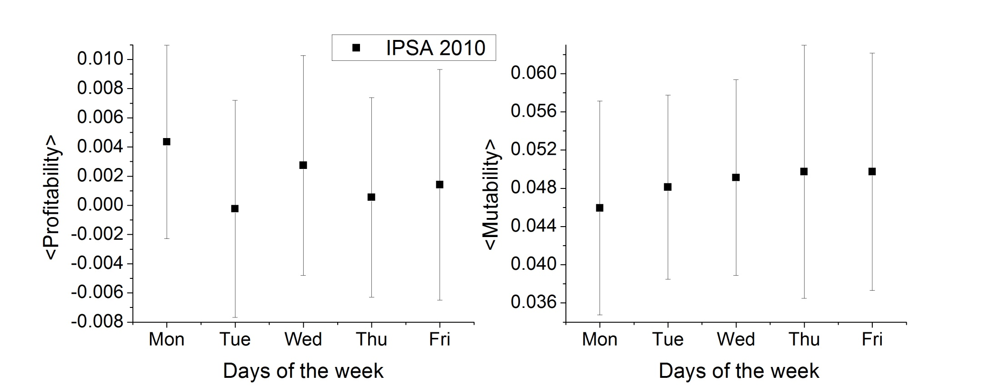 IPSA 2010
<Profitability>
0.010
0.008
0.006
0.004
0.002
0.000
-0.002
-0.004
-0.006
-0.008
Mon Tue Wed Thu Fri
Days of the week
<Mutability>
0.060
0.056
0.052
0.048
0.044
0.040
0.036
Mon Tue Wed Thu Fri
Days of the week